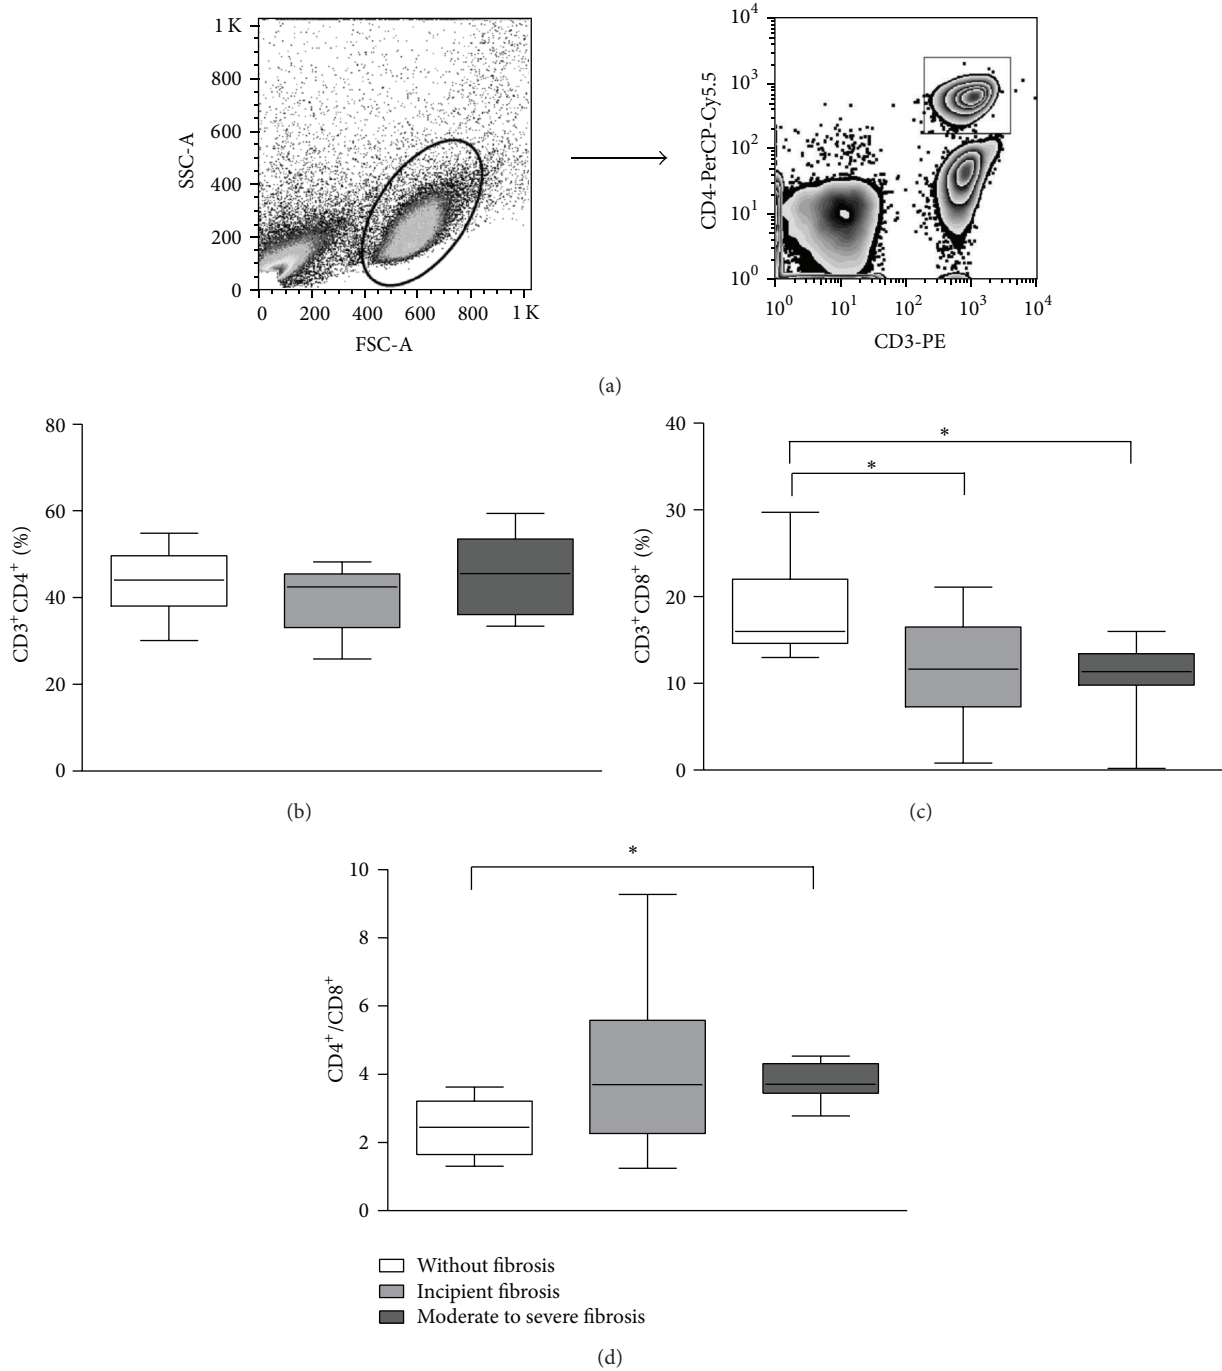 1 K
800
600
400
200
0
SSC-A
0 200 400 600 800 1 K
FSC-A
10⁴
10³
10²
10¹
10⁰
CD4-PerCP-Cy5.5
10⁰ 10¹ 10² 10³ 10⁴
CD3-PE
(a)
80
60
40
20
0
CD3⁺CD4⁺ (%)
(b)
40
30
20
10
0
CD3⁺CD8⁺ (%)
*
*
(c)
10
8
6
4
2
0
CD4⁺/CD8⁺
*
Without fibrosis
Incipient fibrosis
Moderate to severe fibrosis
(d)